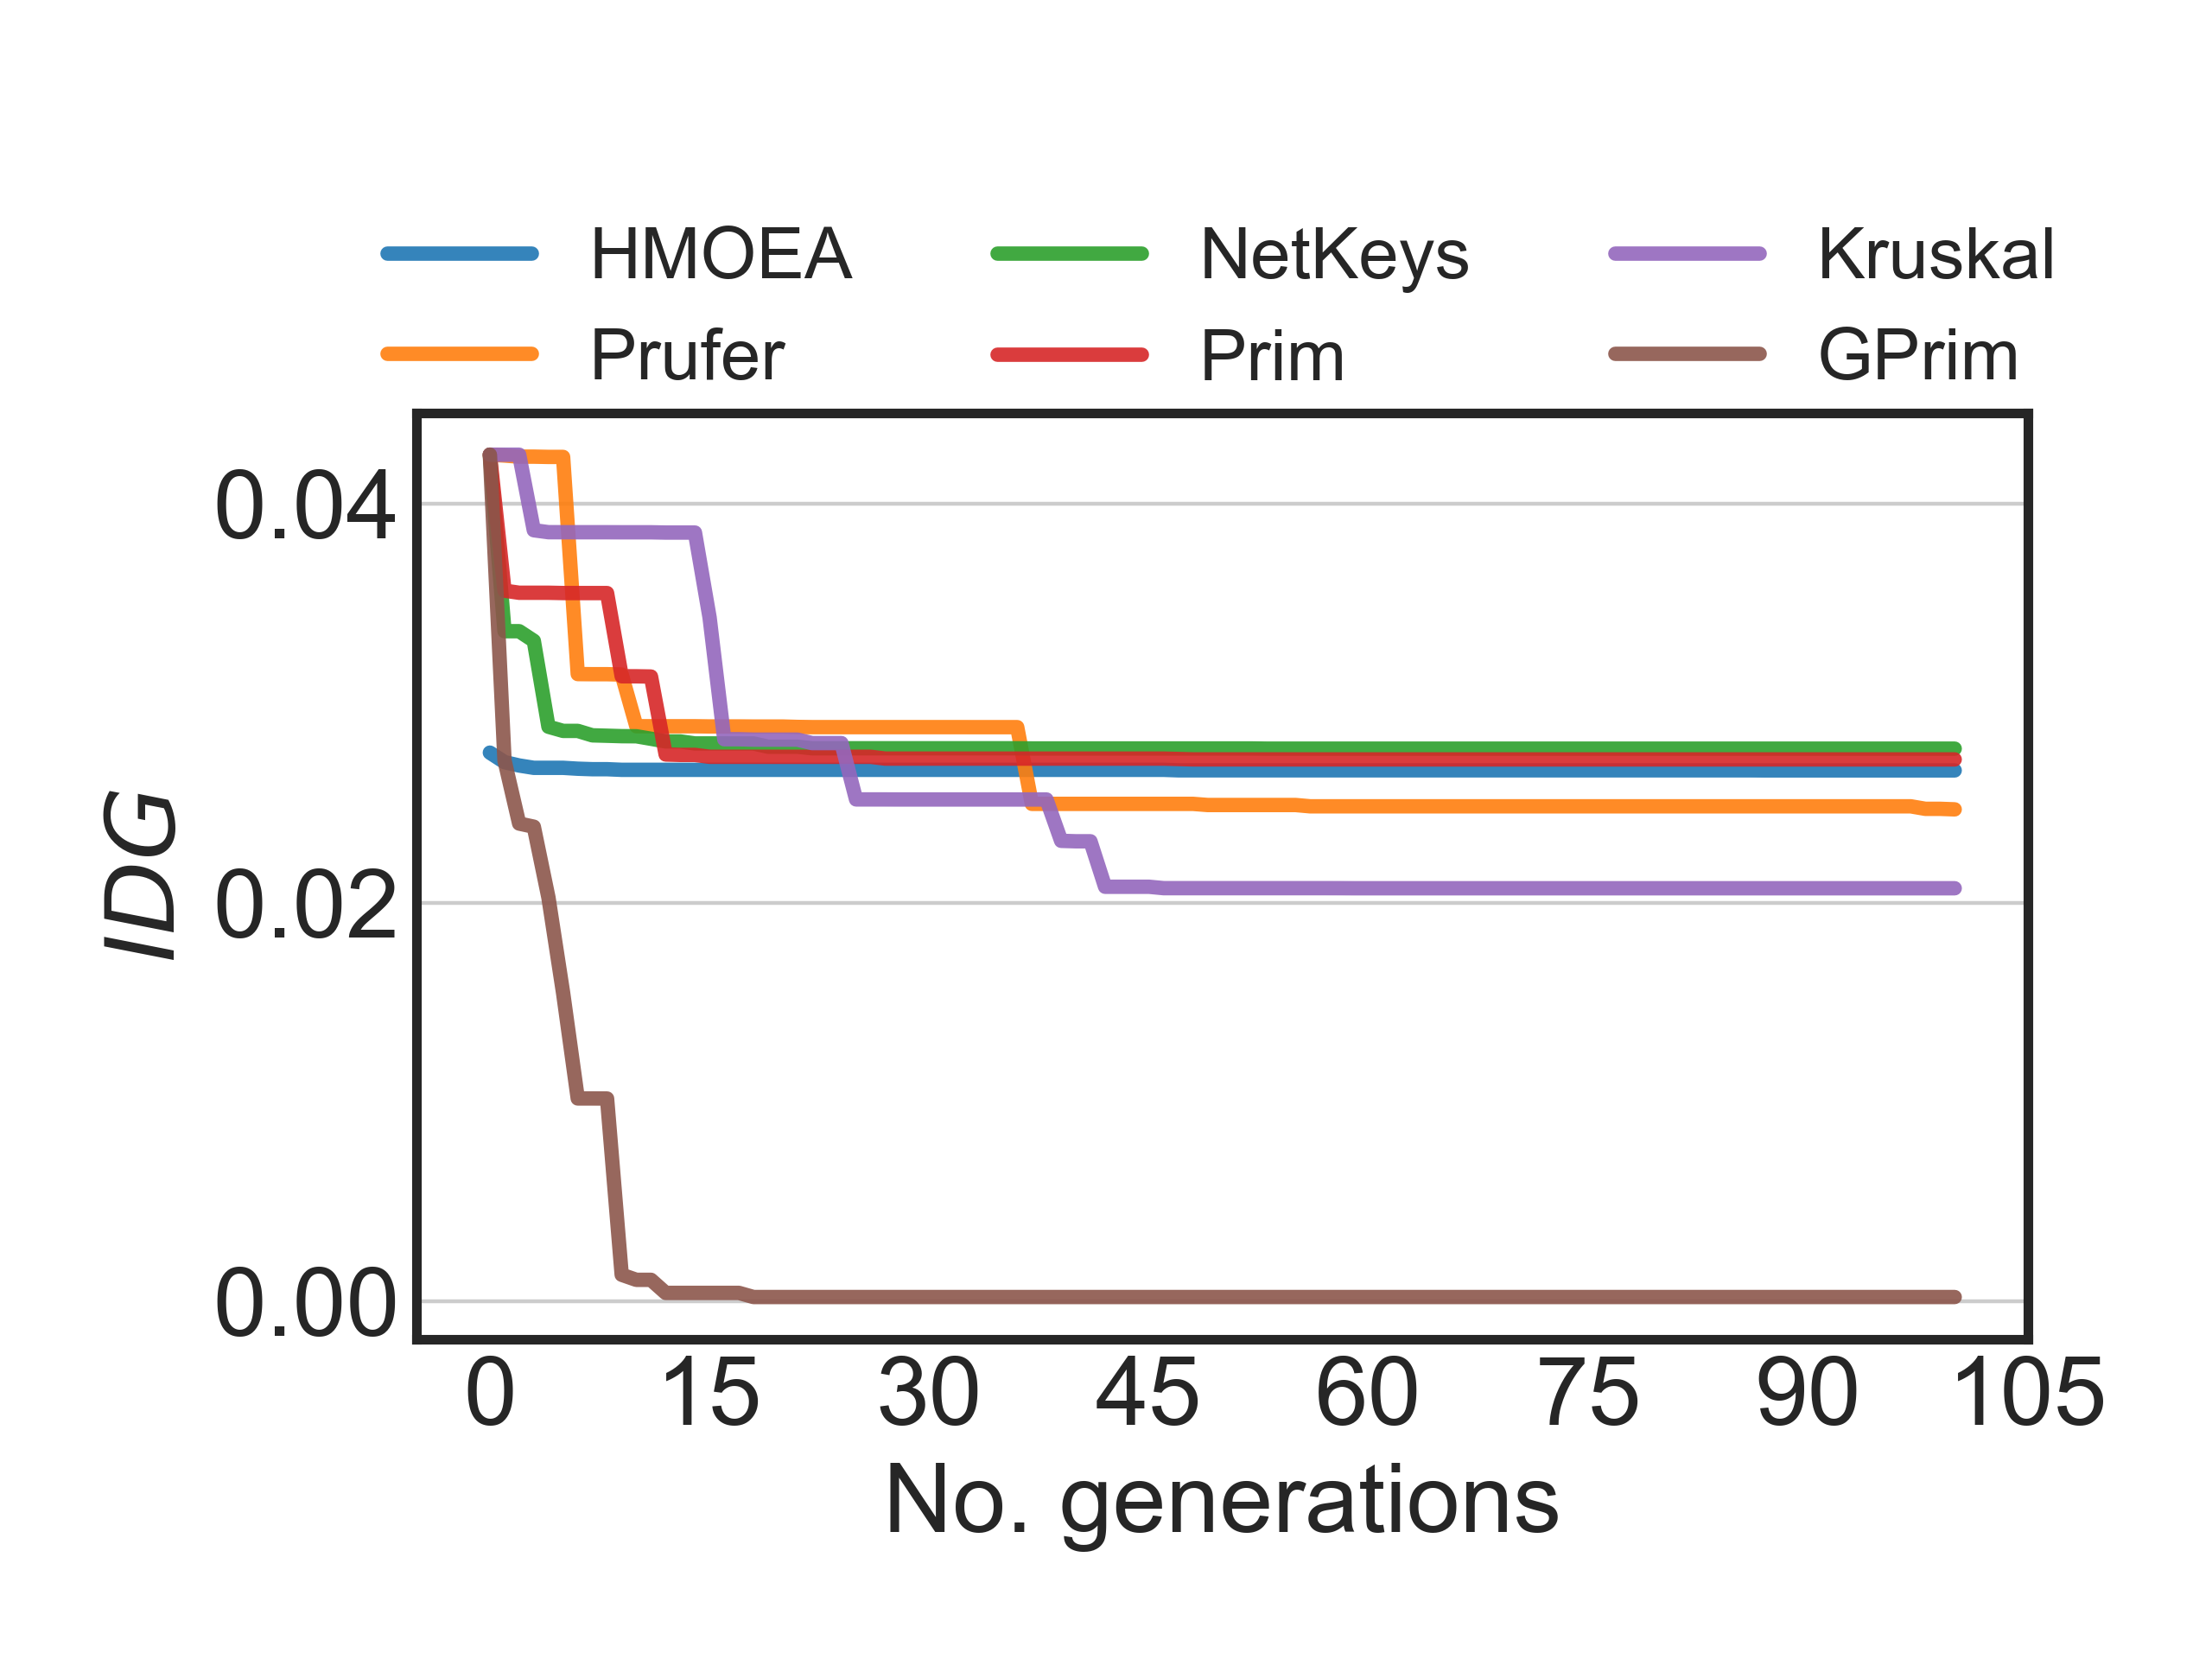 HMOEA NetKeys Kruskal
Prufer Prim GPrim
0.04
0.02
0.00
IDG
0 15 30 45 60 75 90 105
No. generations